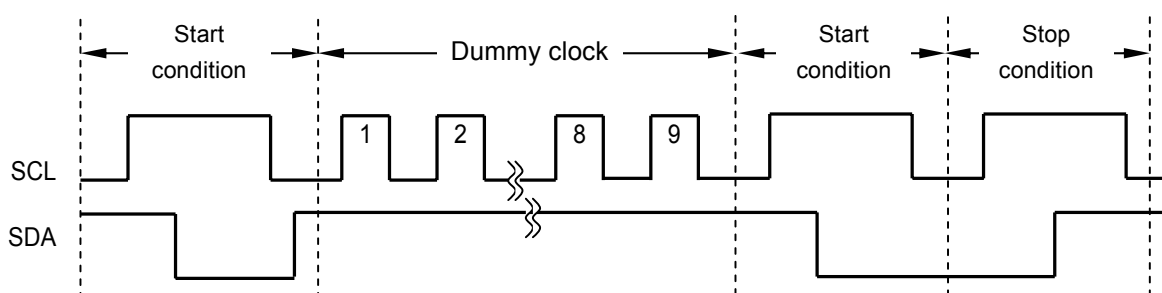 Start
condition
Dummy clock
Start
condition
Stop
condition
SCL
1
2
8
9
SDA